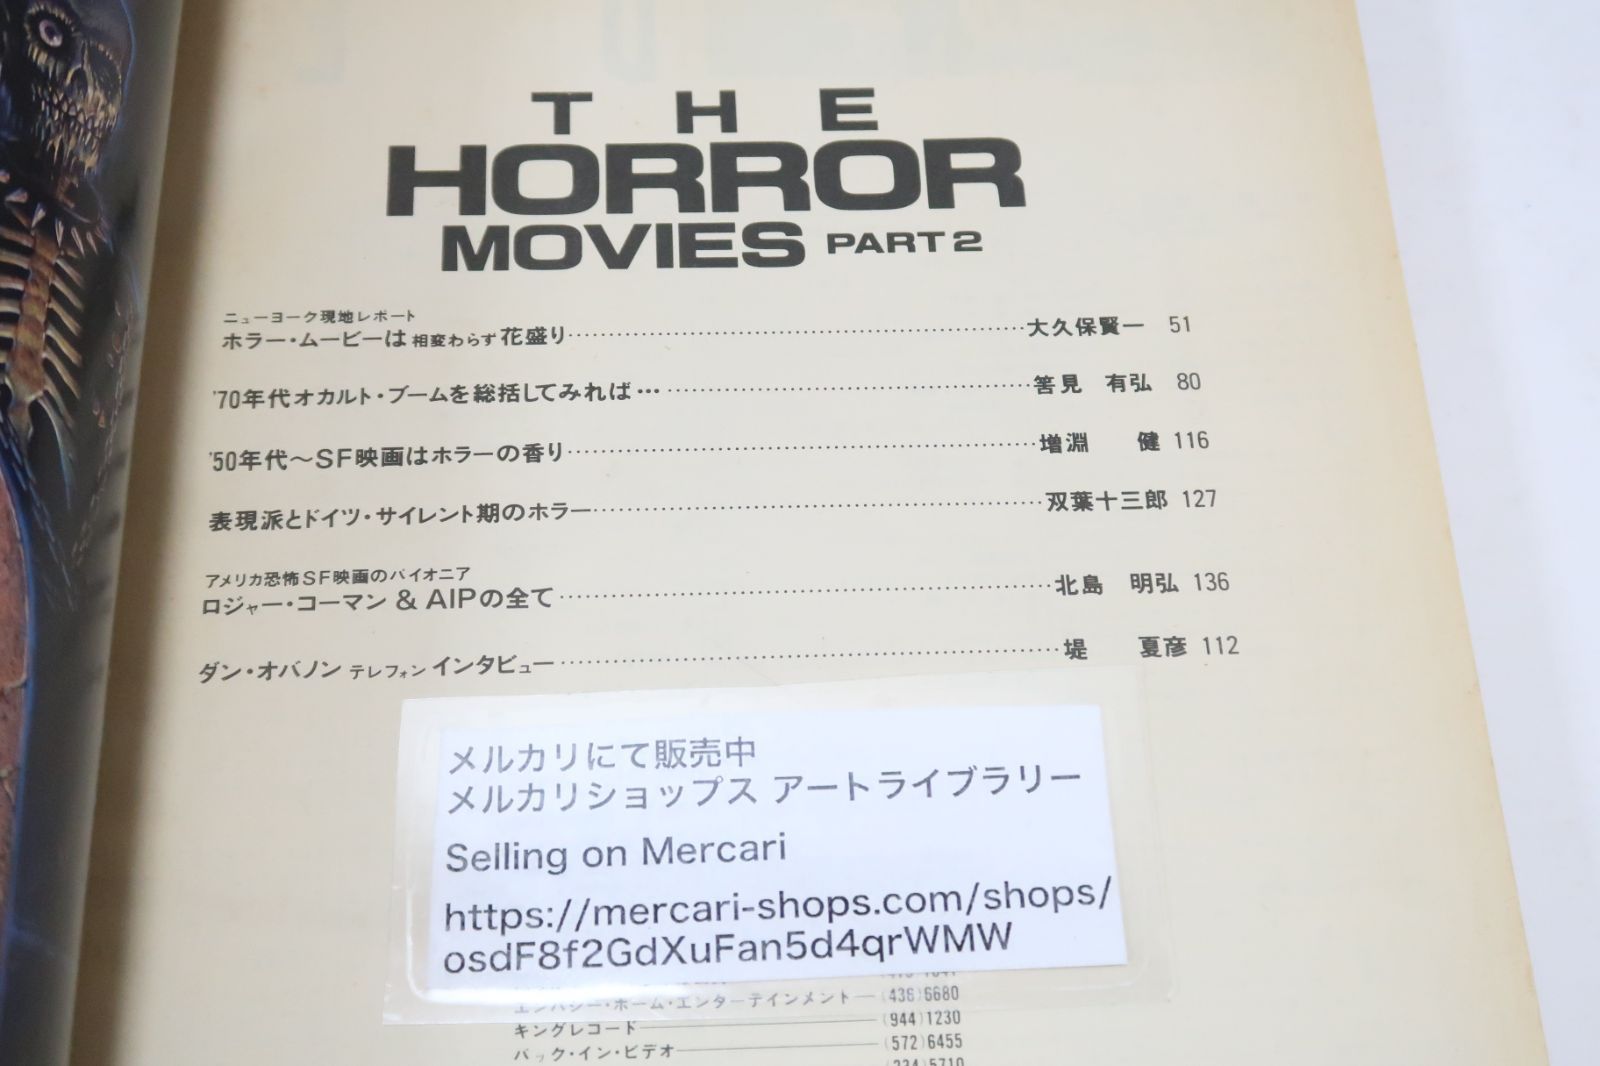 THE
HORROR
MOVIES PART2
ニューヨーク現地レポート
ホラー・ムービーは相変わらず花盛り……大久保賢一 51
'70年代オカルト・ブームを総括してみれば………筈見 有弘 80
'50年代〜SF映画はホラーの香り……増淵 健 116
表現派とドイツ・サイレント期のホラー……双葉十三郎 127
アメリカ恐怖SF映画のパイオニア
ロジャー・コーマン & AIPの全て……北島 明弘 136
ダン・オバノン テレフォンインタビュー……堤 夏彦 112
メルカリにて販売中
メルカリショップス アートライブラリー
Selling on Mercari
https://mercari-shops.com/shops/
osdF8f2GdXuFan5d4qrWMW
エンバシー・ホーム・エンターテインメント—(436)6680
キングレコード—(944)1230
パック・イン・ビデオ—(572)6455